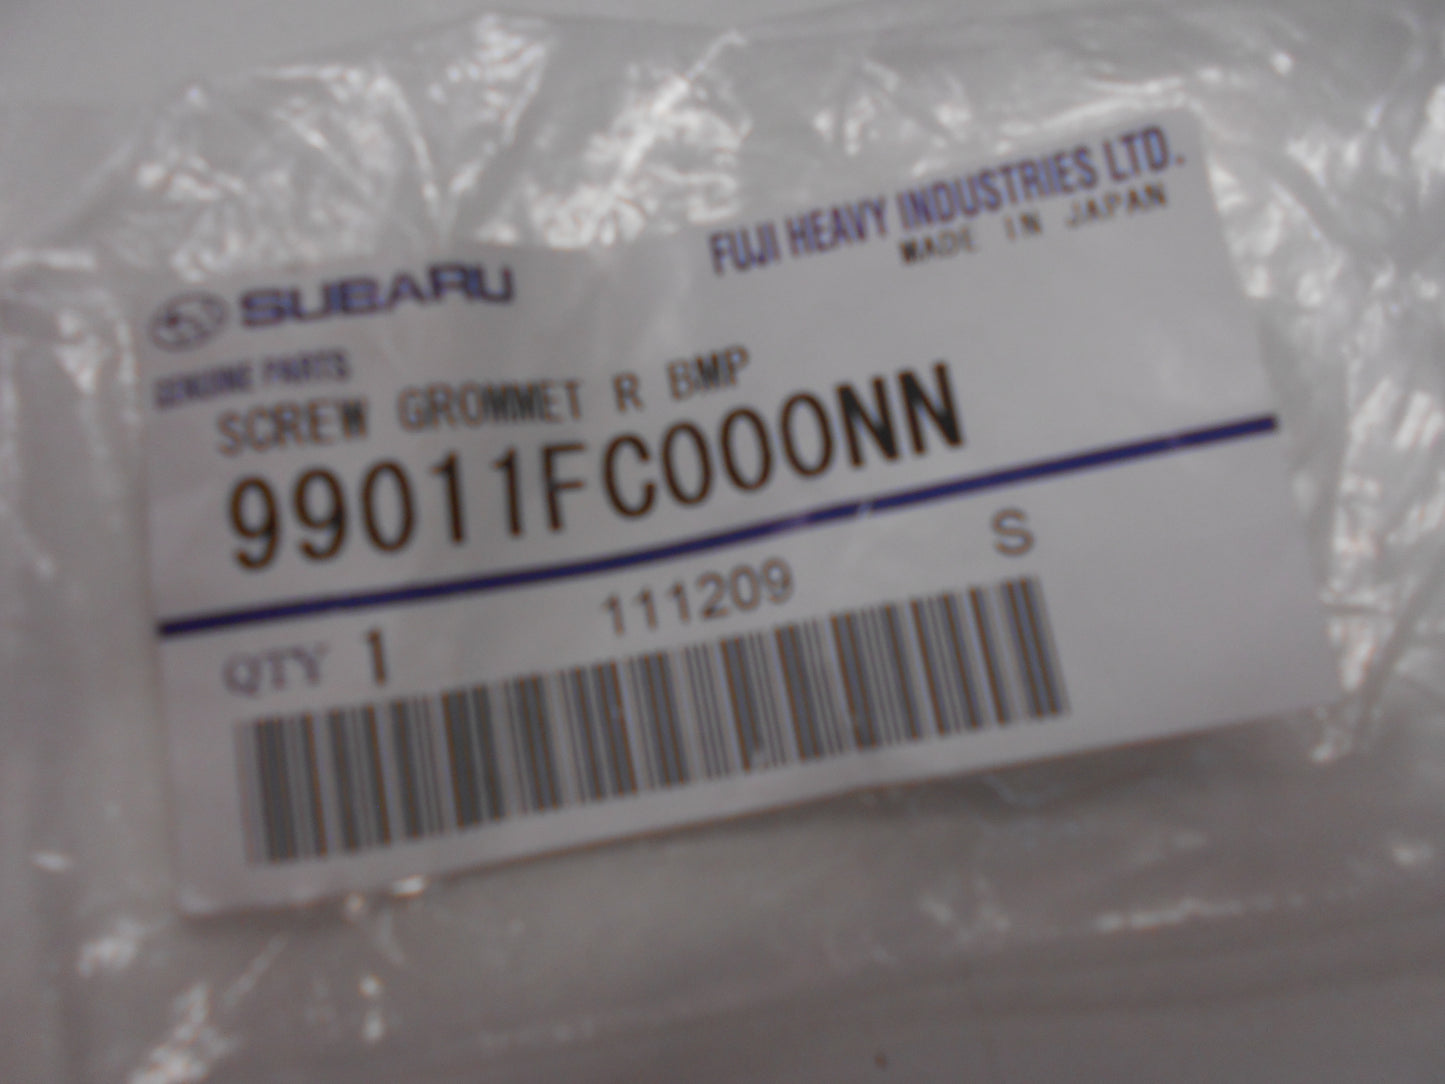 SUBARU
FUJI HEAVY INDUSTRIES LTD.
MADE IN JAPAN
GENUINE PARTS
SCREW GROMMET R BMP
99011FC000NN
111209 S
QTY 1